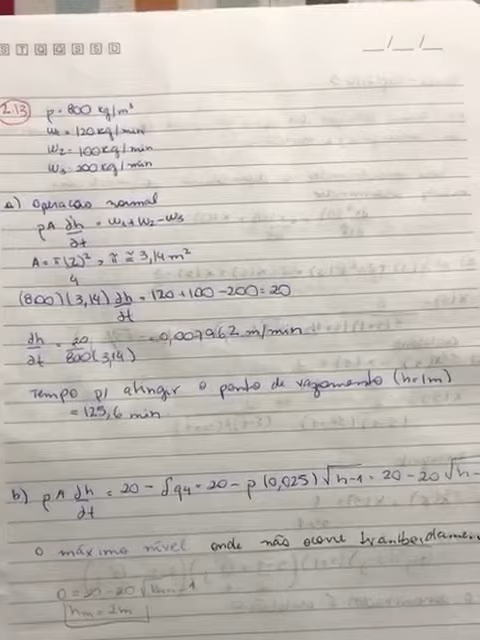 S T Q Q S S D
__/__/__
2.13 ρ = 800 kg/m³
w1 = 120 kg/min
w2 = 100 kg/min
w3 = 200 kg/min
a) Operação normal
ρA dh/dt = w1 + w2 - w3
A = π(2)²/4, π ≅ 3,14 m²
(800)(3,14) dh/dt = 120 + 100 - 200 = 20
dh/dt = 20/800(3,14) = 0,007962 m/min
Tempo p/ atingir o ponto de vazamento (h=1m)
= 125,6 min
b) ρA dh/dt = 20 - ρq4 = 20 - ρ(0,025)√h-1 = 20 - 20√h-
O máximo nível onde não ocorre
0 = 20 - 20√hm-1
hm = 2m